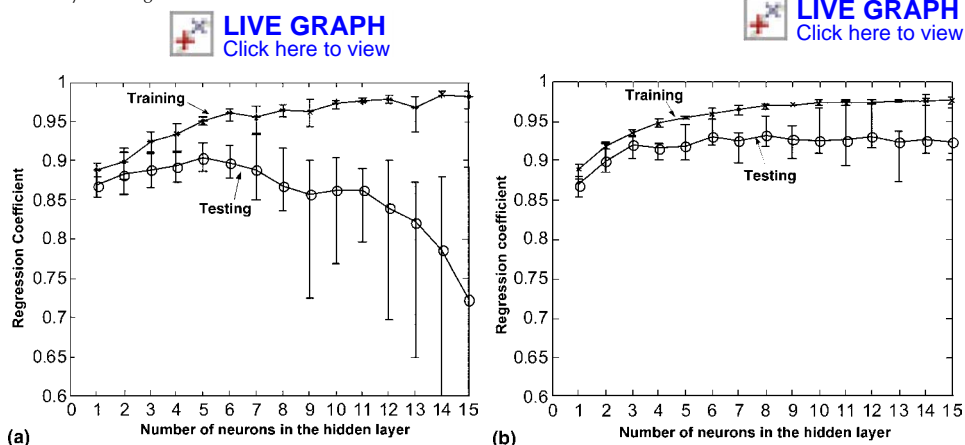 LIVE GRAPH
Click here to view
LIVE GRAPH
Click here to view
1
0.95
0.9
0.85
0.8
0.75
0.7
0.65
0.6
Regression Coefficient
Training
Testing
0 1 2 3 4 5 6 7 8 9 10 11 12 13 14 15
Number of neurons in the hidden layer
(a)
1
0.95
0.9
0.85
0.8
0.75
0.7
0.65
0.6
Regression coefficient
Training
Testing
0 1 2 3 4 5 6 7 8 9 10 11 12 13 14 15
Number of neurons in the hidden layer
(b)